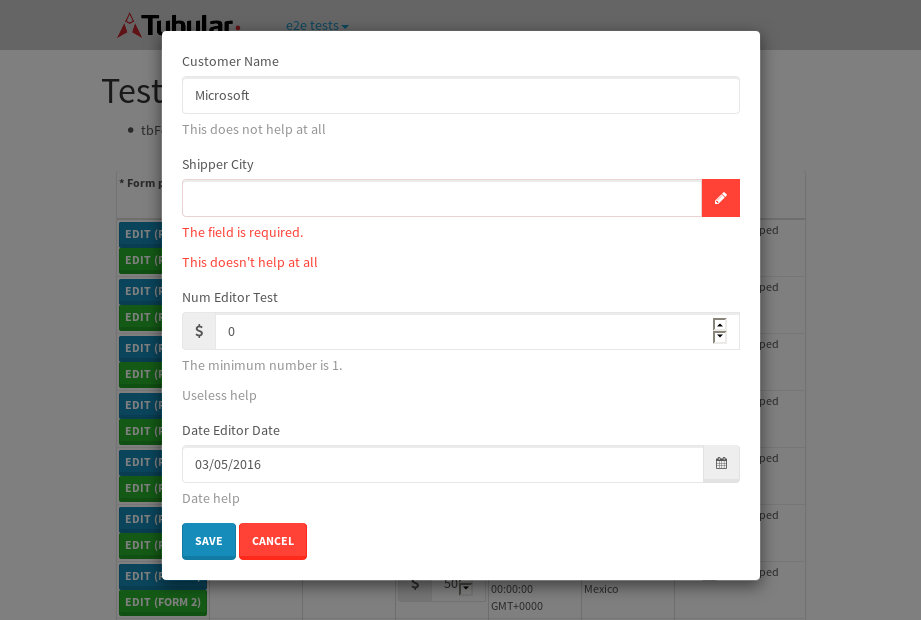 Tubular.
e2e tests
Test
tbF
* Form p
Customer Name
Microsoft
This does not help at all
Shipper City
The field is required.
This doesn't help at all
Num Editor Test
$ 0
The minimum number is 1.
Useless help
Date Editor Date
03/05/2016
Date help
SAVE CANCEL
EDIT (F ped
EDIT (F
EDIT (F ped
EDIT (F
EDIT (F ped
EDIT (F
EDIT (F ped
EDIT (F
EDIT (F ped
EDIT (F
EDIT (F ped
EDIT (F
EDIT (F ped
$ 50 00:00:00 Mexico
EDIT (FORM 2) GMT+0000